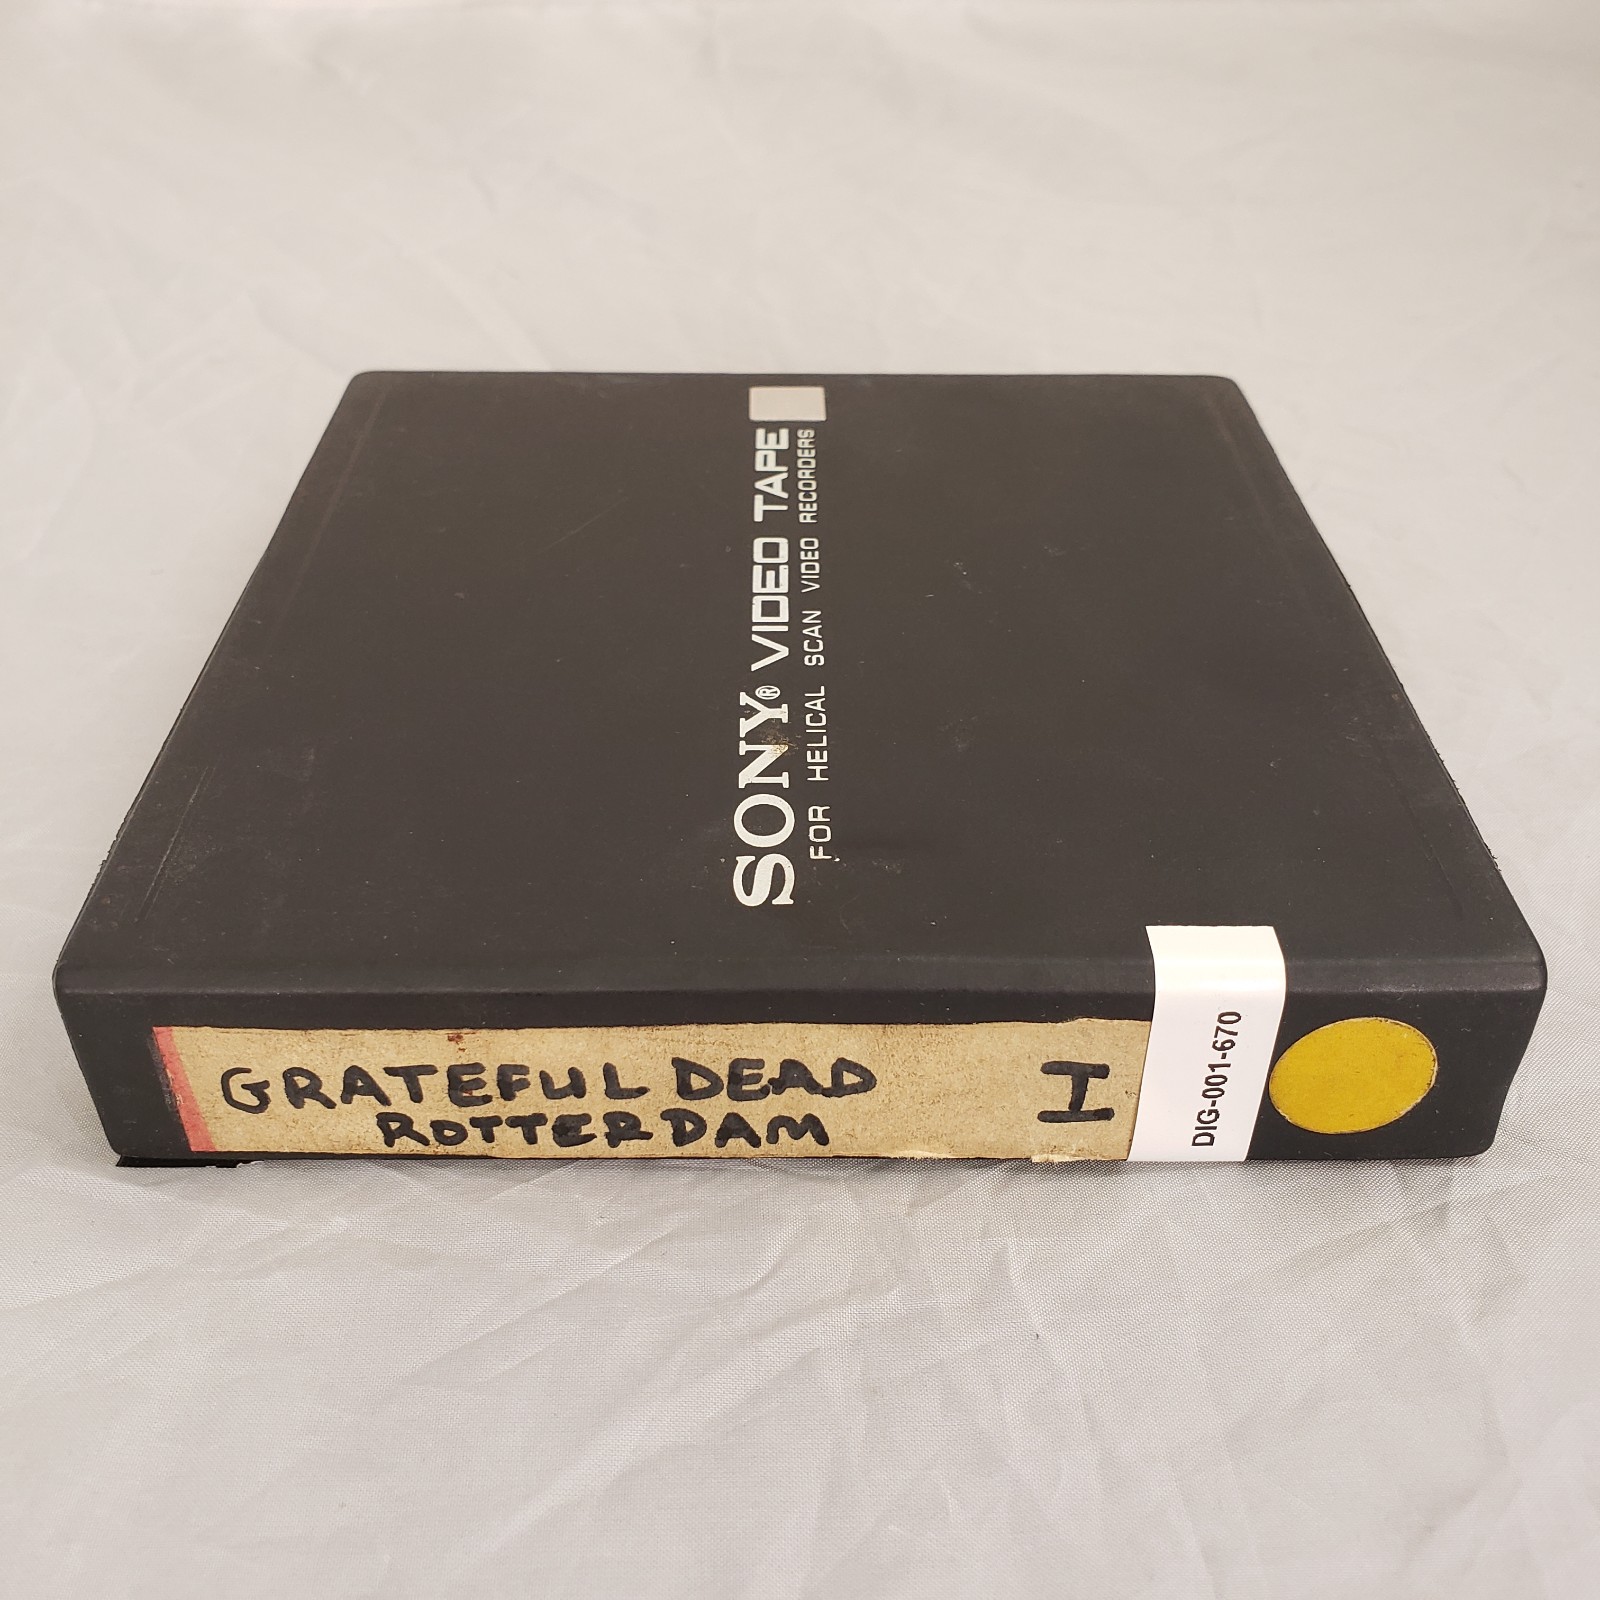 SONY® VIDEO TAPE
FOR HELICAL SCAN VIDEO RECORDERS
GRATEFUL DEAD
ROTTERDAM
I
DIG-001-670